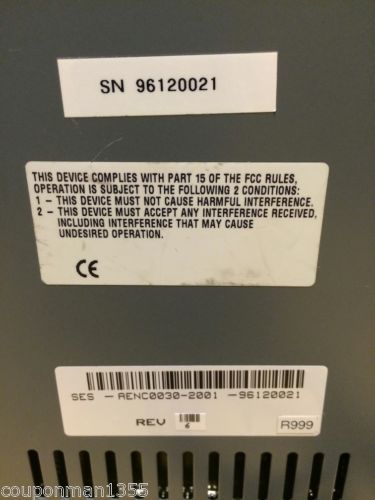 SN 96120021
THIS DEVICE COMPLIES WITH PART 15 OF THE FCC RULES,
OPERATION IS SUBJECT TO THE FOLLOWING 2 CONDITIONS:
1 - THIS DEVICE MUST NOT CAUSE HARMFUL INTERFERENCE.
2 - THIS DEVICE MUST ACCEPT ANY INTERFERENCE RECEIVED,
INCLUDING INTERFERENCE THAT MAY CAUSE
UNDESIRED OPERATION.
CE
SES - AENC0030-2001 -96120021
REV 6 R999
couponman1355